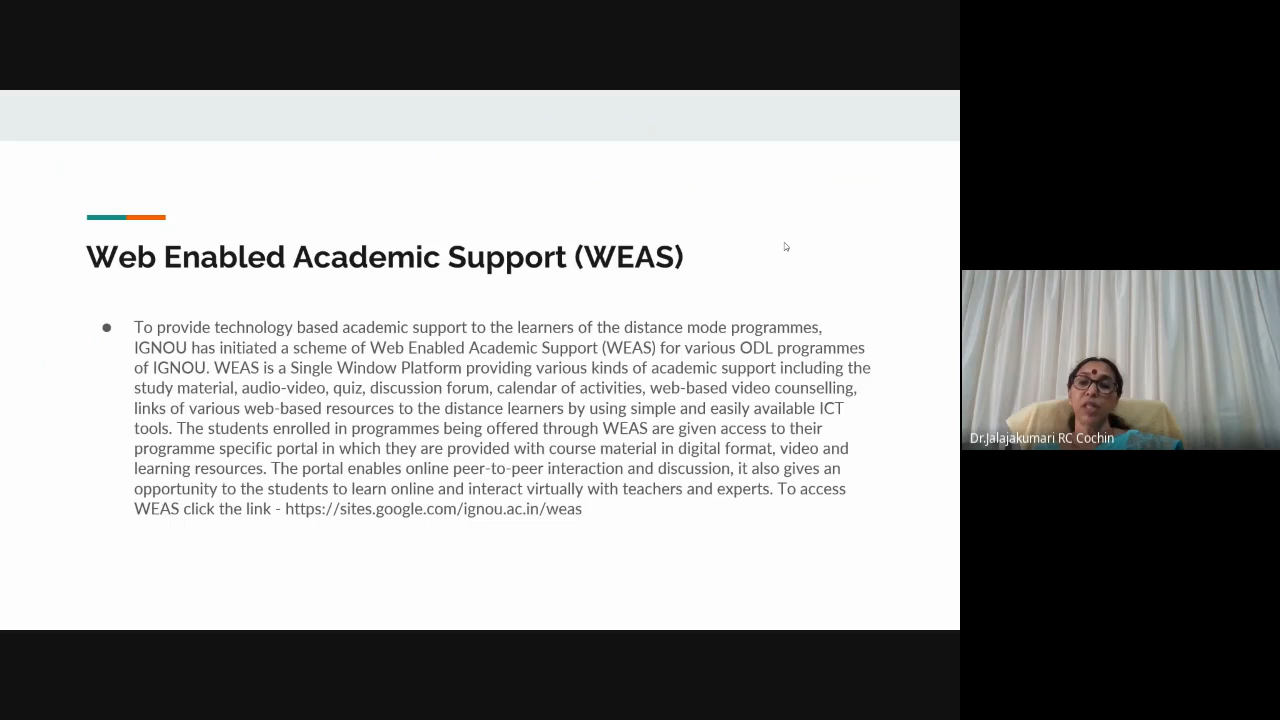 Web Enabled Academic Support (WEAS)
● To provide technology based academic support to the learners of the distance mode programmes,
IGNOU has initiated a scheme of Web Enabled Academic Support (WEAS) for various ODL programmes
of IGNOU. WEAS is a Single Window Platform providing various kinds of academic support including the
study material, audio-video, quiz, discussion forum, calendar of activities, web-based video counselling,
links of various web-based resources to the distance learners by using simple and easily available ICT
tools. The students enrolled in programmes being offered through WEAS are given access to their
programme specific portal in which they are provided with course material in digital format, video and
learning resources. The portal enables online peer-to-peer interaction and discussion, it also gives an
opportunity to the students to learn online and interact virtually with teachers and experts. To access
WEAS click the link - https://sites.google.com/ignou.ac.in/weas
Dr.Jalajakumari RC Cochin